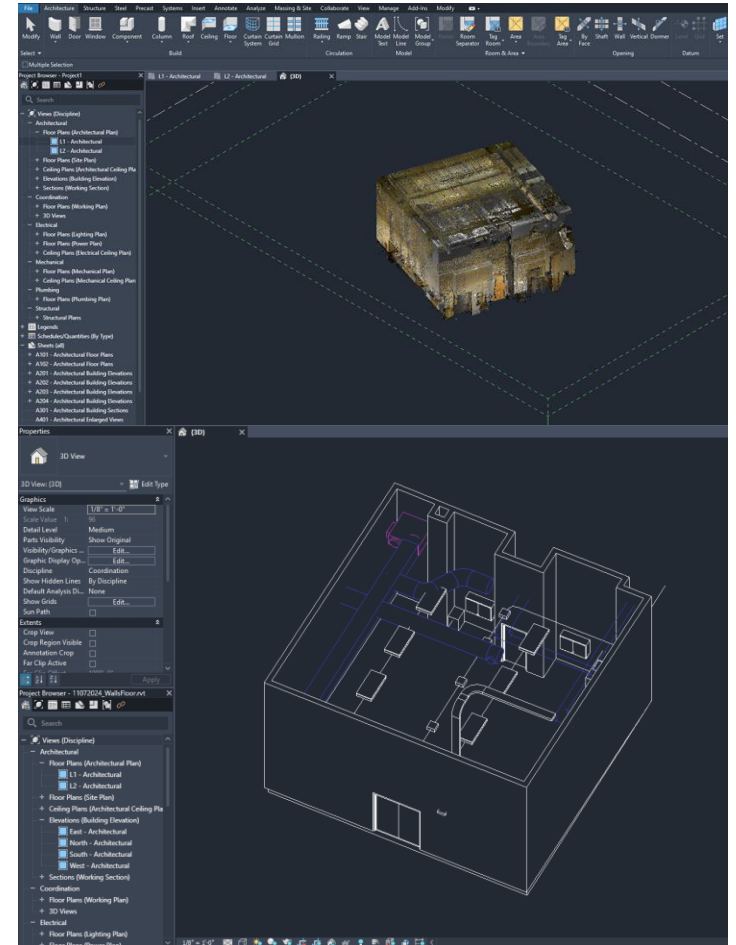 File Architecture Structure Steel Precast Systems Insert Annotate Analyze Massing & Site Collaborate View Manage Add-Ins Modify
Modify Wall Door Window Component Column Roof Ceiling Floor Curtain System Curtain Grid Mullion Railing Ramp Stair Model Text Model Line Model Group Room Room Separator Tag Room Area Area Boundary Tag Area By Face Shaft Wall Vertical Dormer Level Grid Set
Select Build Circulation Model Room & Area Opening Datum
Multiple Selection
Project Browser - Project1 X L1 - Architectural L2 - Architectural {3D} X
Search
Views (Discipline)
Architectural
Floor Plans (Architectural Plan)
L1 - Architectural
L2 - Architectural
Floor Plans (Site Plan)
Ceiling Plans (Architectural Ceiling Pla
Elevations (Building Elevation)
Sections (Working Section)
Coordination
Floor Plans (Working Plan)
3D Views
Electrical
Floor Plans (Lighting Plan)
Floor Plans (Power Plan)
Ceiling Plans (Electrical Ceiling Plan)
Mechanical
Floor Plans (Mechanical Plan)
Ceiling Plans (Mechanical Ceiling Plan
Plumbing
Floor Plans (Plumbing Plan)
Structural
Structural Plans
Legends
Schedules/Quantities (By Type)
Sheets (all)
A101 - Architectural Floor Plans
A102 - Architectural Floor Plans
A201 - Architectural Building Elevations
A202 - Architectural Building Elevations
A203 - Architectural Building Elevations
A204 - Architectural Building Elevations
A301 - Architectural Building Sections
A401 - Architectural Enlarged Views
Properties X {3D} X
3D View
3D View: {3D} Edit Type
Graphics
View Scale 1/8" = 1'-0"
Scale Value 1: 96
Detail Level Medium
Parts Visibility Show Original
Visibility/Graphics ... Edit...
Graphic Display Op... Edit...
Discipline Coordination
Show Hidden Lines By Discipline
Default Analysis Di... None
Show Grids Edit...
Sun Path
Extents
Crop View
Crop Region Visible
Annotation Crop
Far Clip Active
Apply
Project Browser - 11072024_WallsFloor.rvt X
Search
Views (Discipline)
Architectural
Floor Plans (Architectural Plan)
L1 - Architectural
L2 - Architectural
Floor Plans (Site Plan)
Ceiling Plans (Architectural Ceiling Pla
Elevations (Building Elevation)
East - Architectural
North - Architectural
South - Architectural
West - Architectural
Sections (Working Section)
Coordination
Floor Plans (Working Plan)
3D Views
Electrical
Floor Plans (Lighting Plan)
Floor Plans (Power Plan)
1/8" = 1'-0"